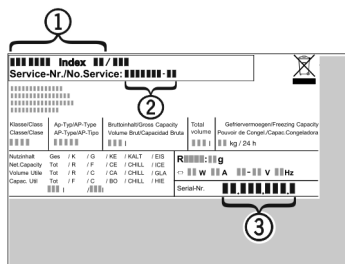 1
Index /
Service-Nr./No.Service: -
2
Klasse/Class Ap-Typ/AP-Type Bruttoinhalt/Gross Capacity Total Gefriervermoegen/Freezing Capacity
Classe/Clase AP-Type/AP-Tipo Volume Brut/Capacidad Bruta volume Pouvoir de Congel./Capac.Congeladora
l l kg / 24 h
Nutzinhalt Ges / K / G / KE / KALT / EIS
Net Capacity Tot / R / F / CE / CHILL / ICE
Volume Utile Tot / R / C / CA / CHILL / GLA
Capac. Util Tot / F / C / BO / CHILL / HIE
l / l
R : g
W A - V Hz
Serial-Nr. . . .
3